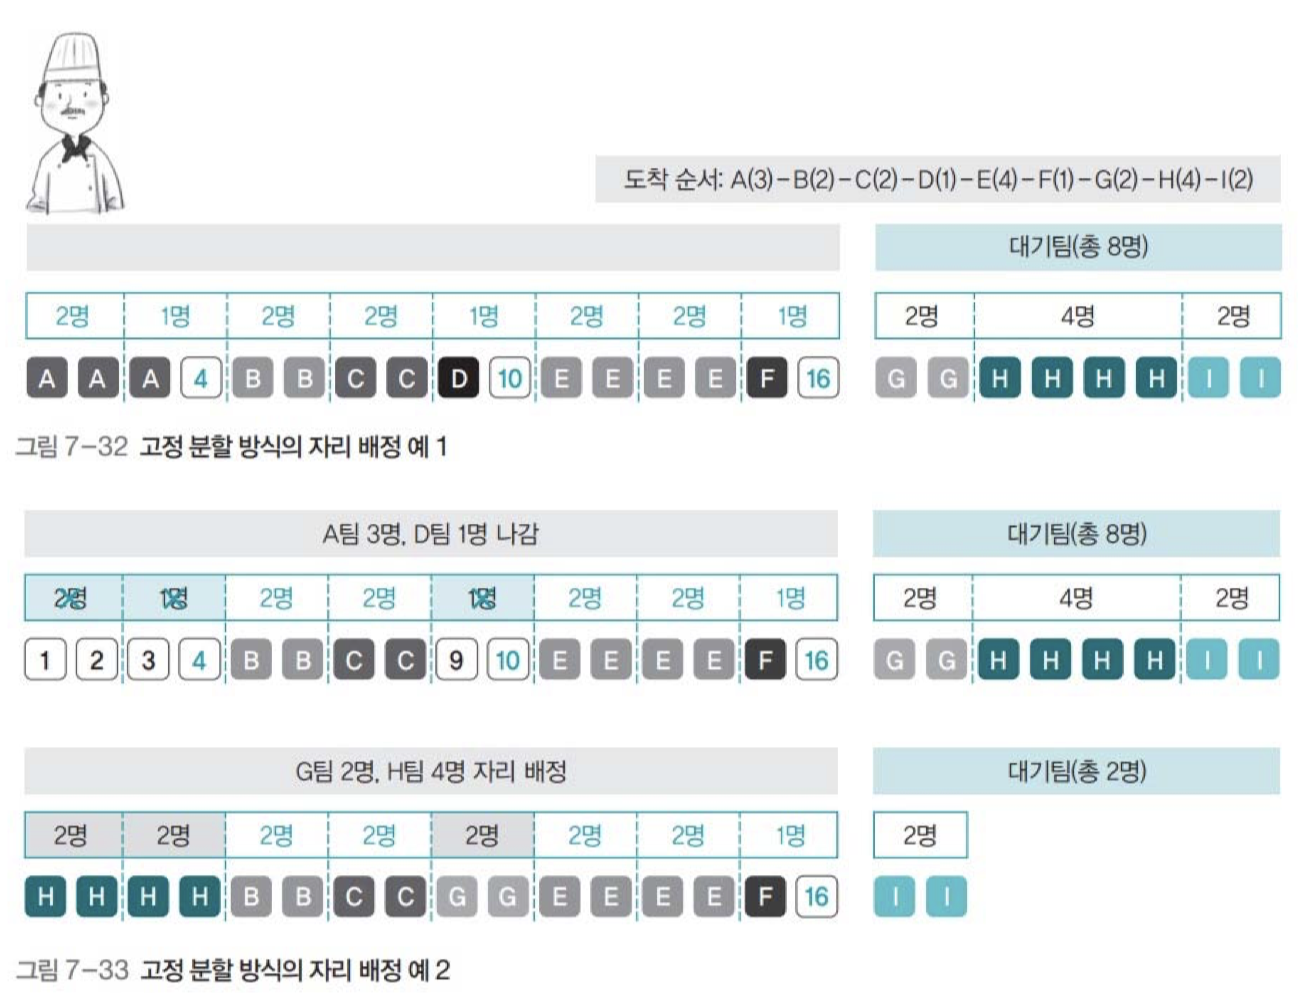 도착 순서: A(3)－B(2)－C(2)－D(1)－E(4)－F(1)－G(2)－H(4)－I(2)
대기팀(총 8명)
2명 1명 2명 2명 1명 2명 2명 1명 2명 4명 2명
A A A 4 B B C C D 10 E E E E F 16 G G H H H H I I
그림 7-32 고정 분할 방식의 자리 배정 예 1
A팀 3명, D팀 1명 나감 대기팀(총 8명)
2명 1명 2명 2명 1명 2명 2명 1명 2명 4명 2명
1 2 3 4 B B C C 9 10 E E E E F 16 G G H H H H I I
G팀 2명, H팀 4명 자리 배정 대기팀(총 2명)
2명 2명 2명 2명 2명 2명 2명 1명 2명
H H H H B B C C G G E E E E F 16 I I
그림 7-33 고정 분할 방식의 자리 배정 예 2